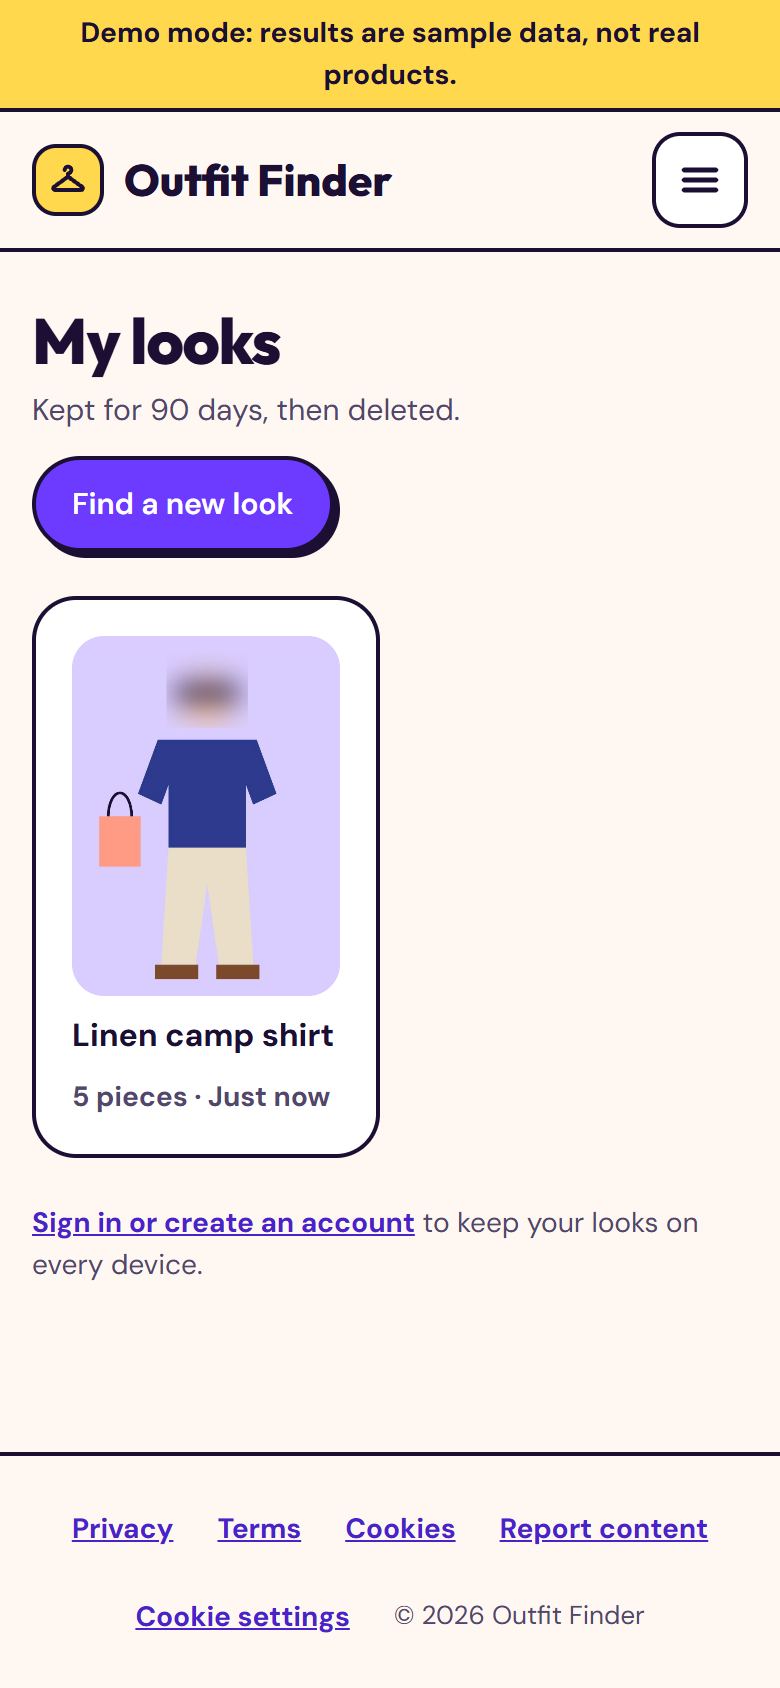 Demo mode: results are sample data, not real
products.
Outfit Finder
My looks
Kept for 90 days, then deleted.
Find a new look
Linen camp shirt
5 pieces · Just now
Sign in or create an account to keep your looks on
every device.
Privacy Terms Cookies Report content
Cookie settings © 2026 Outfit Finder